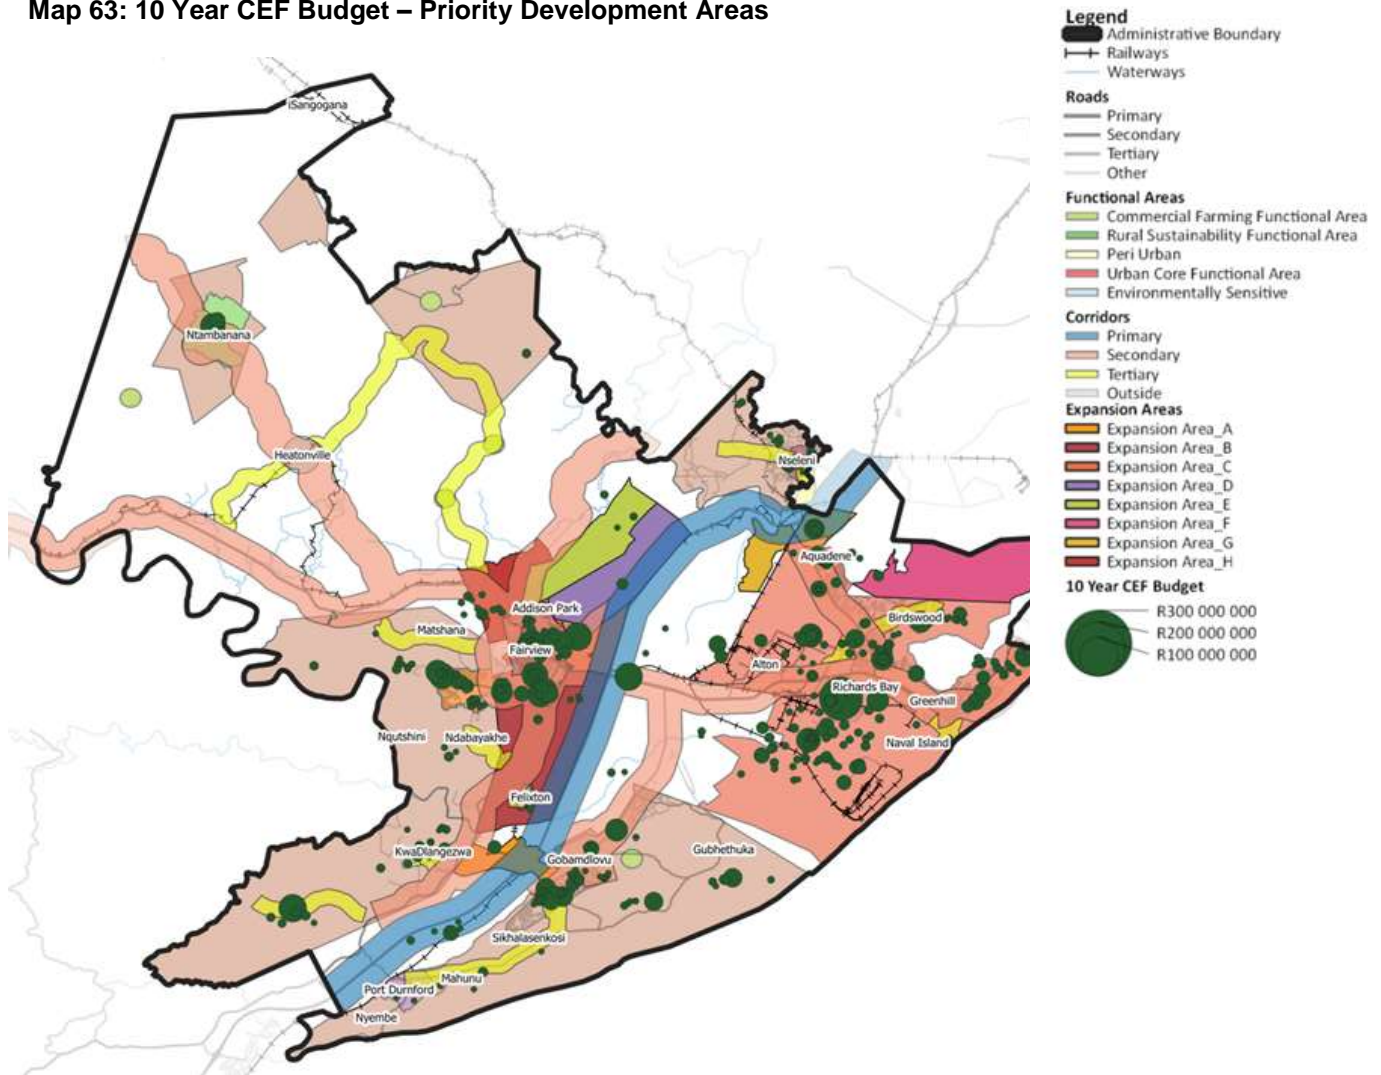 Map 63: 10 Year CEF Budget – Priority Development Areas
Legend
Administrative Boundary
Railways
Waterways
Roads
Primary
Secondary
Tertiary
Other
Functional Areas
Commercial Farming Functional Area
Rural Sustainability Functional Area
Peri Urban
Urban Core Functional Area
Environmentally Sensitive
Corridors
Primary
Secondary
Tertiary
Outside
Expansion Areas
Expansion Area_A
Expansion Area_B
Expansion Area_C
Expansion Area_D
Expansion Area_E
Expansion Area_F
Expansion Area_G
Expansion Area_H
10 Year CEF Budget
R300 000 000
R200 000 000
R100 000 000
iSangogana
Ntambanana
Heatonville
Nseleni
Aquadene
Addison Park
Birdswood
Matshana
Fairview
Alton
Richards Bay
Greenhill
Nqutshini
Ndabayakhe
Naval Island
Felixton
KwaDlangezwa
Gobamdlovu
Gubhethuka
Sikhalasenkosi
Mahunu
Port Durnford
Nyembe